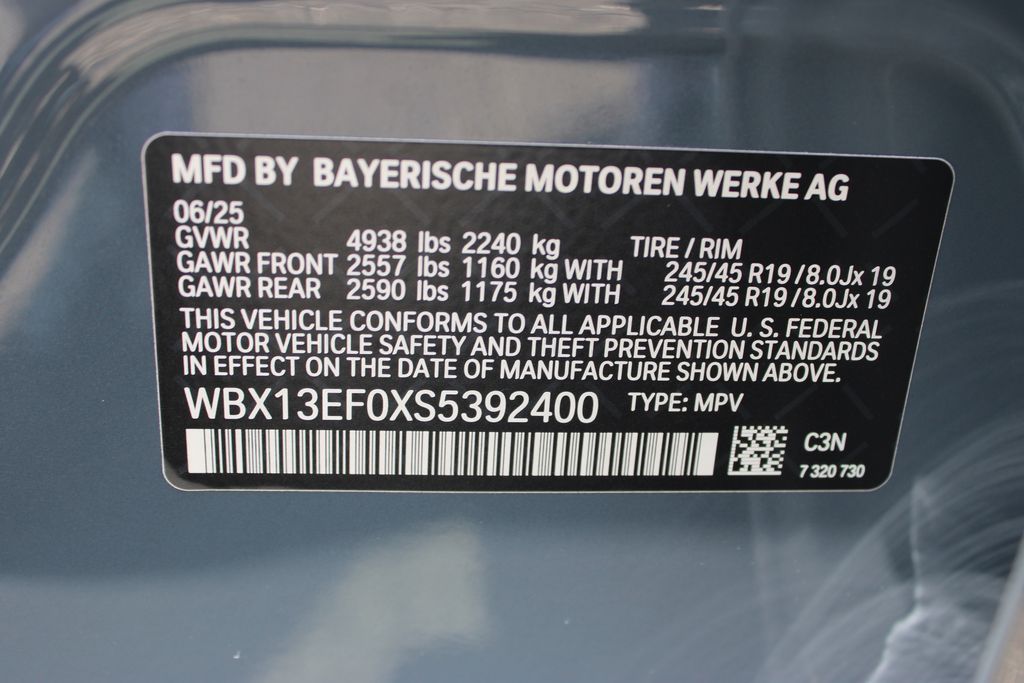 MFD BY BAYERISCHE MOTOREN WERKE AG
06/25
GVWR 4938 lbs 2240 kg TIRE / RIM
GAWR FRONT 2557 lbs 1160 kg WITH 245/45 R19 / 8.0Jx 19
GAWR REAR 2590 lbs 1175 kg WITH 245/45 R19 / 8.0Jx 19
THIS VEHICLE CONFORMS TO ALL APPLICABLE U. S. FEDERAL
MOTOR VEHICLE SAFETY AND THEFT PREVENTION STANDARDS
IN EFFECT ON THE DATE OF MANUFACTURE SHOWN ABOVE.
WBX13EF0XS5392400 TYPE: MPV
C3N
7 320 730